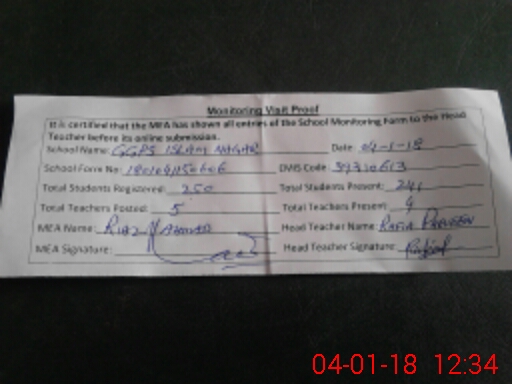 Monitoring Visit Proof
It is certified that the MEA has shown all entries of the School Monitoring Form to the Head
Teacher before its online submission.
School Name: GGPS ISLAM NAGAR Date: 04-1-18
School Form No EMIS Code:
Total Students Registered: 250 Total Students Present:
Total Teachers Posted: 5 Total Teachers Present
MEA Name: Riaz Ahmad Head Teacher Name: Rafia Parveen
MEA Signature: Head Teacher Signature
04-01-18 12:34